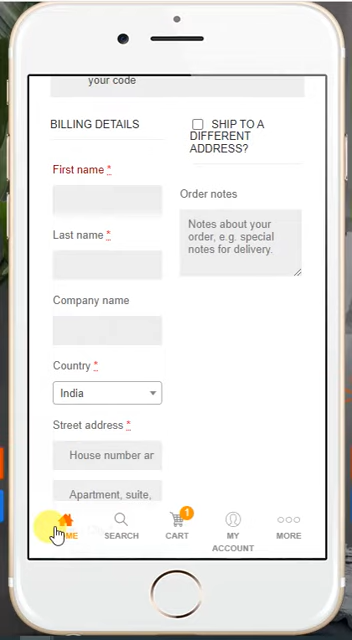 your code
BILLING DETAILS
SHIP TO A
DIFFERENT
ADDRESS?
First name *
Order notes
Notes about your
order, e.g. special
notes for delivery.
Last name *
Company name
Country *
India
Street address *
House number ar
Apartment, suite,
1
HOME
SEARCH
CART
MY
ACCOUNT
MORE